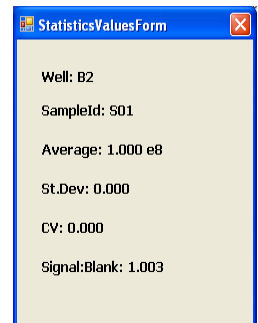 StatisticsValuesForm
Well: B2
SampleId: S01
Average: 1.000 e8
St.Dev: 0.000
CV: 0.000
Signal:Blank: 1.003